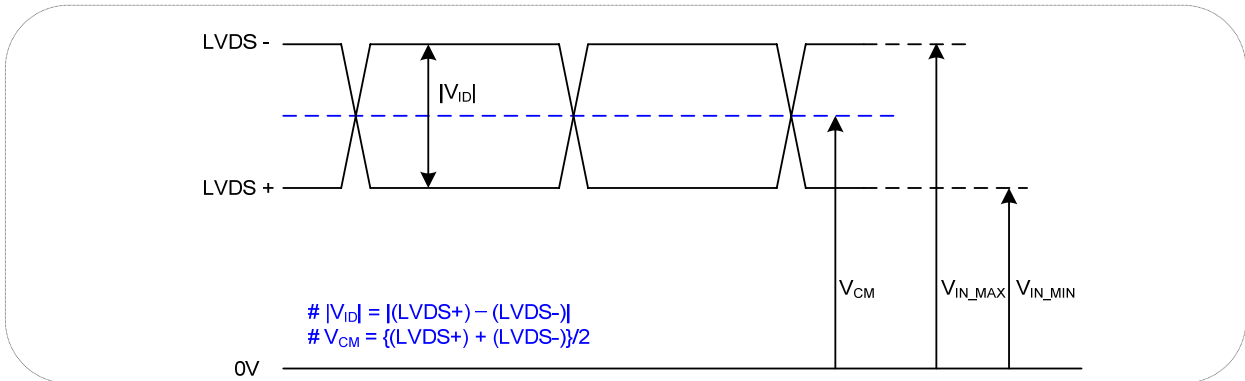 LVDS -
|VID|
LVDS +
VCM
VIN_MAX
VIN_MIN
# |VID| = |(LVDS+) – (LVDS-)|
# VCM = {(LVDS+) + (LVDS-)}/2
0V